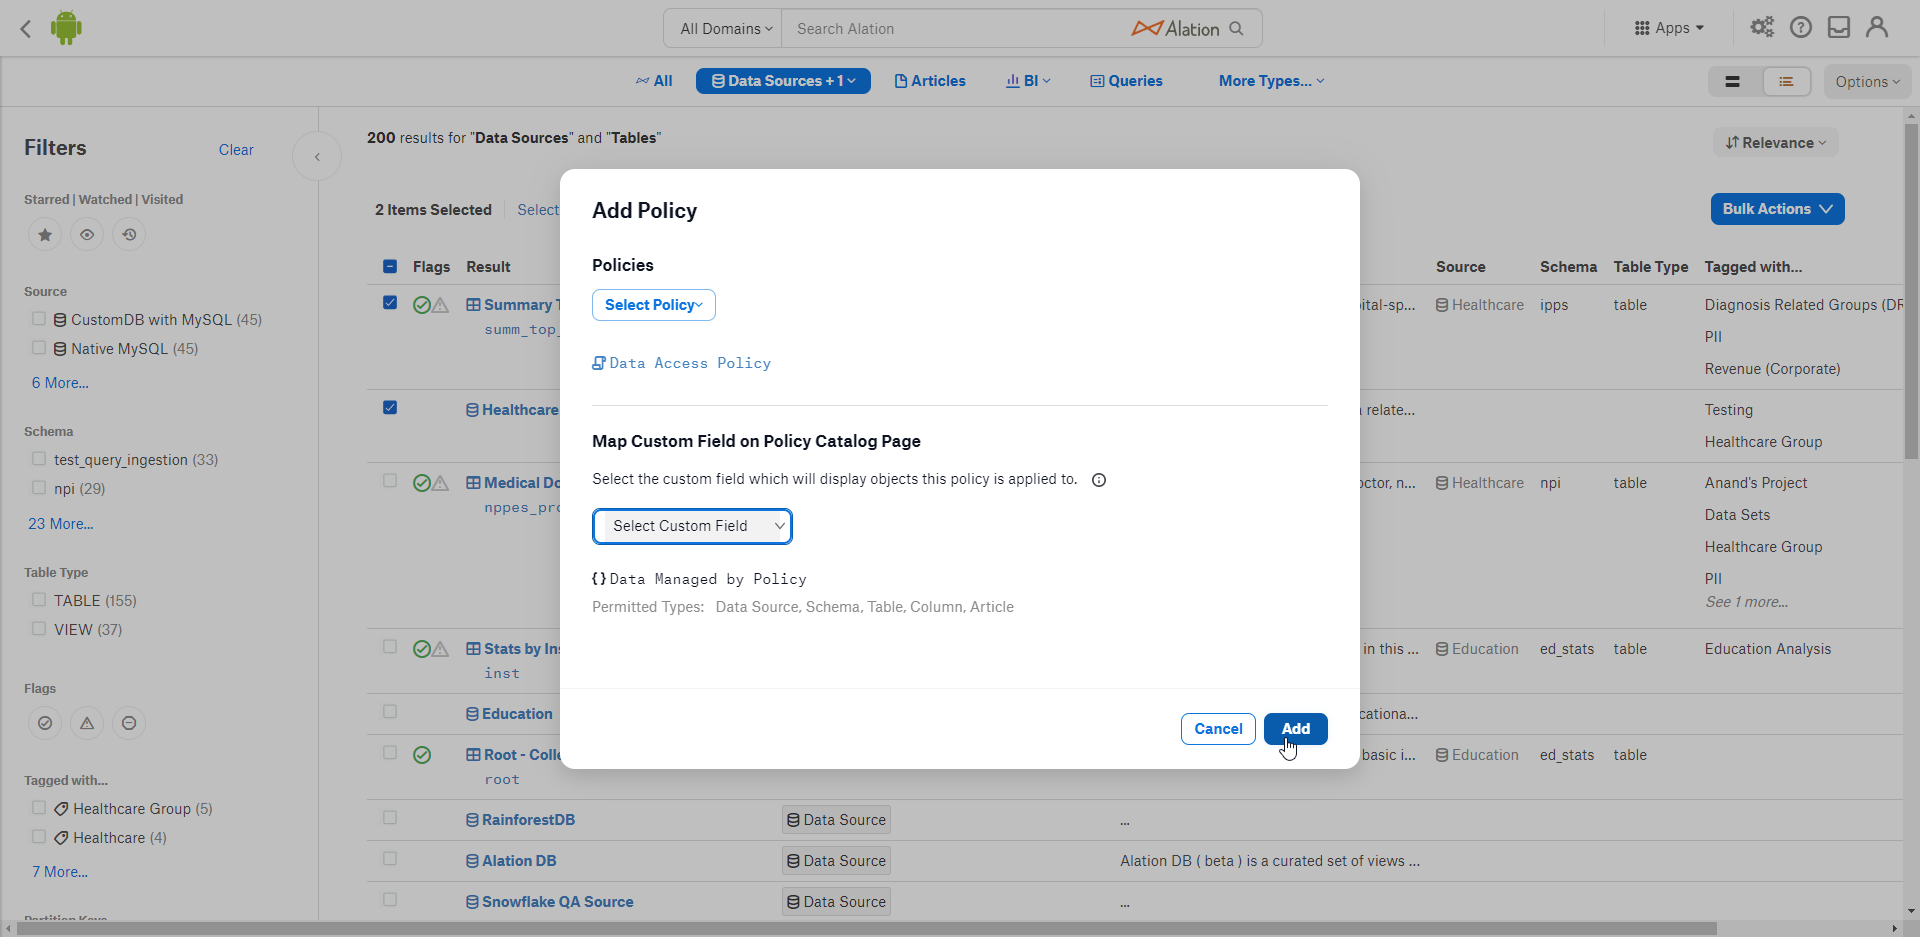 All Domains
Search Alation
Alation
Apps
All
Data Sources + 1
Articles
BI
Queries
More Types...
Options
Filters
Clear
200 results for "Data Sources" and "Tables"
Relevance
Starred | Watched | Visited
2 Items Selected
Select
Bulk Actions
Flags
Result
Source
Schema
Table Type
Tagged with...
Source
CustomDB with MySQL (45)
Native MySQL (45)
6 More...
Schema
test_query_ingestion (33)
npi (29)
23 More...
Table Type
TABLE (155)
VIEW (37)
Flags
Tagged with...
Healthcare Group (5)
Healthcare (4)
7 More...
Add Policy
Policies
Select Policy
Data Access Policy
Map Custom Field on Policy Catalog Page
Select the custom field which will display objects this policy is applied to.
Select Custom Field
{} Data Managed by Policy
Permitted Types: Data Source, Schema, Table, Column, Article
Cancel
Add
Summary
summ_top_
ital-sp...
Healthcare
ipps
table
Diagnosis Related Groups (DR
PII
Revenue (Corporate)
Healthcare
relate...
Testing
Healthcare Group
Medical Do
nppes_pro
octor, n...
Healthcare
npi
table
Anand's Project
Data Sets
Healthcare Group
PII
See 1 more...
Stats by Ins
inst
in this ...
Education
ed_stats
table
Education Analysis
Education
cationa...
Root - Colle
root
basic i...
Education
ed_stats
table
RainforestDB
Data Source
...
Alation DB
Data Source
Alation DB ( beta ) is a curated set of views ...
Snowflake QA Source
Data Source
...